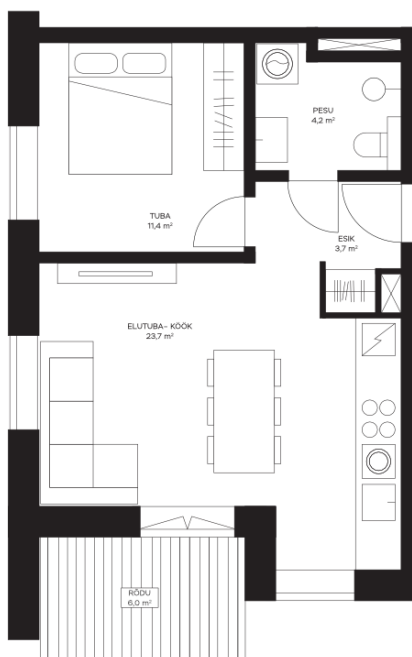 PESU
4,2 m²
TUBA
11,4 m²
ESIK
3,7 m²
ELUTUBA- KÖÖK
23,7 m²
RÕDU
6,0 m²